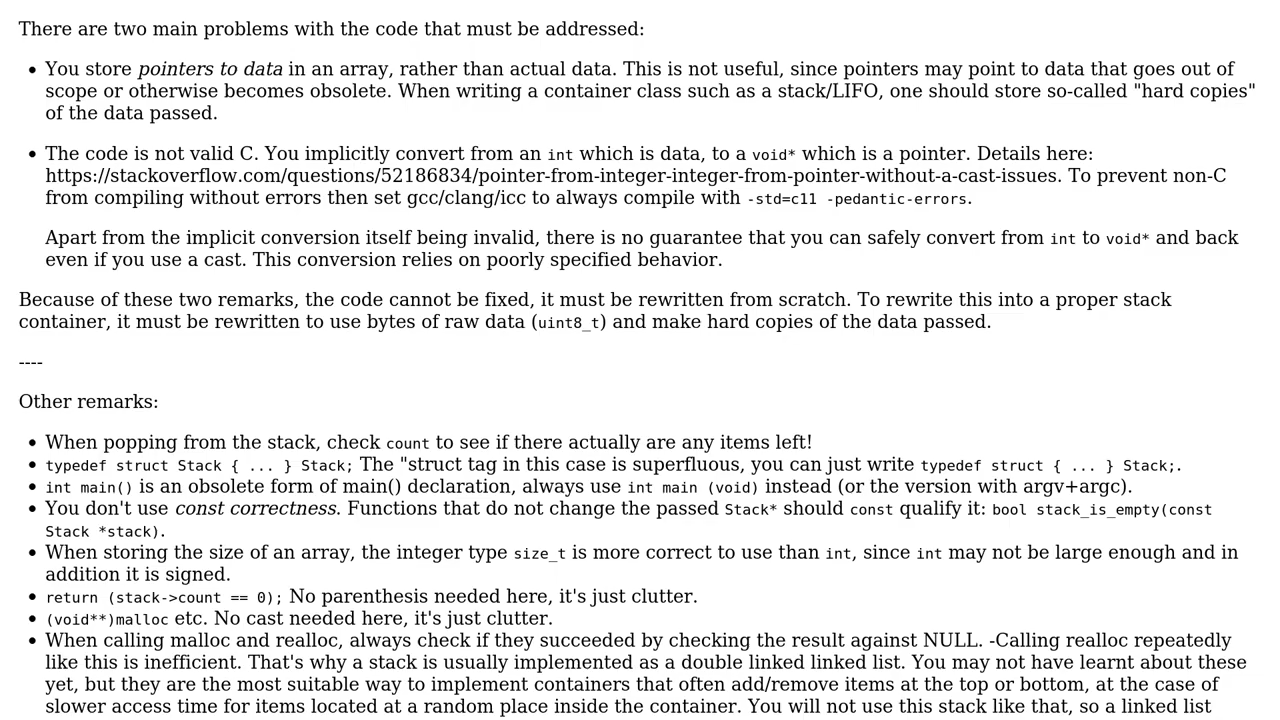 There are two main problems with the code that must be addressed:
• You store pointers to data in an array, rather than actual data. This is not useful, since pointers may point to data that goes out of
scope or otherwise becomes obsolete. When writing a container class such as a stack/LIFO, one should store so-called "hard copies"
of the data passed.
• The code is not valid C. You implicitly convert from an int which is data, to a void* which is a pointer. Details here:
https://stackoverflow.com/questions/52186834/pointer-from-integer-integer-from-pointer-without-a-cast-issues. To prevent non-C
from compiling without errors then set gcc/clang/icc to always compile with -std=c11 -pedantic-errors.
Apart from the implicit conversion itself being invalid, there is no guarantee that you can safely convert from int to void* and back
even if you use a cast. This conversion relies on poorly specified behavior.
Because of these two remarks, the code cannot be fixed, it must be rewritten from scratch. To rewrite this into a proper stack
container, it must be rewritten to use bytes of raw data (uint8_t) and make hard copies of the data passed.
----
Other remarks:
• When popping from the stack, check count to see if there actually are any items left!
• typedef struct Stack { ... } Stack; The "struct tag in this case is superfluous, you can just write typedef struct { ... } Stack;.
• int main() is an obsolete form of main() declaration, always use int main (void) instead (or the version with argv+argc).
• You don't use const correctness. Functions that do not change the passed Stack* should const qualify it: bool stack_is_empty(const
Stack *stack).
• When storing the size of an array, the integer type size_t is more correct to use than int, since int may not be large enough and in
addition it is signed.
• return (stack->count == 0); No parenthesis needed here, it's just clutter.
• (void**)malloc etc. No cast needed here, it's just clutter.
• When calling malloc and realloc, always check if they succeeded by checking the result against NULL. -Calling realloc repeatedly
like this is inefficient. That's why a stack is usually implemented as a double linked linked list. You may not have learnt about these
yet, but they are the most suitable way to implement containers that often add/remove items at the top or bottom, at the case of
slower access time for items located at a random place inside the container. You will not use this stack like that, so a linked list